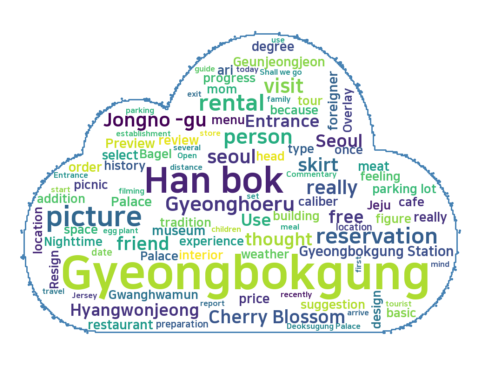 use
degree
Geunjeongjeon
guide today Shall we go
ari
progress
mom
visit
family
exit
rental
tour
foreigner
Overlay
because
parking
Jongno -gu
menu
Entrance
establishment
person
Seoul
store
Preview review
several
type once
select Bagel
Open
seoul
head
order
history
distance
skirt
meat
feeling
Entrance
picnic
Han bok
Commentary
really
parking lot
start
addition
filming
Palace
Gyeonghoeru
set
caliber
Jeju cafe
picture
tradition
Use
building
free
figure really
location
space
museum
children
meal
location
reservation
Nighttime
friend
experience
thought
Gyeongbokgung Station
Resign
date
Palace interior
weather
first
mind
egg plant
Gyeongbokgung
travel
Jersey
Gwanghwamun
report
price
recently
suggestion
design
tourist
Hyangwonjeong
Cherry Blossom
arrive
basic
restaurant
preparation
Deoksugung Palace